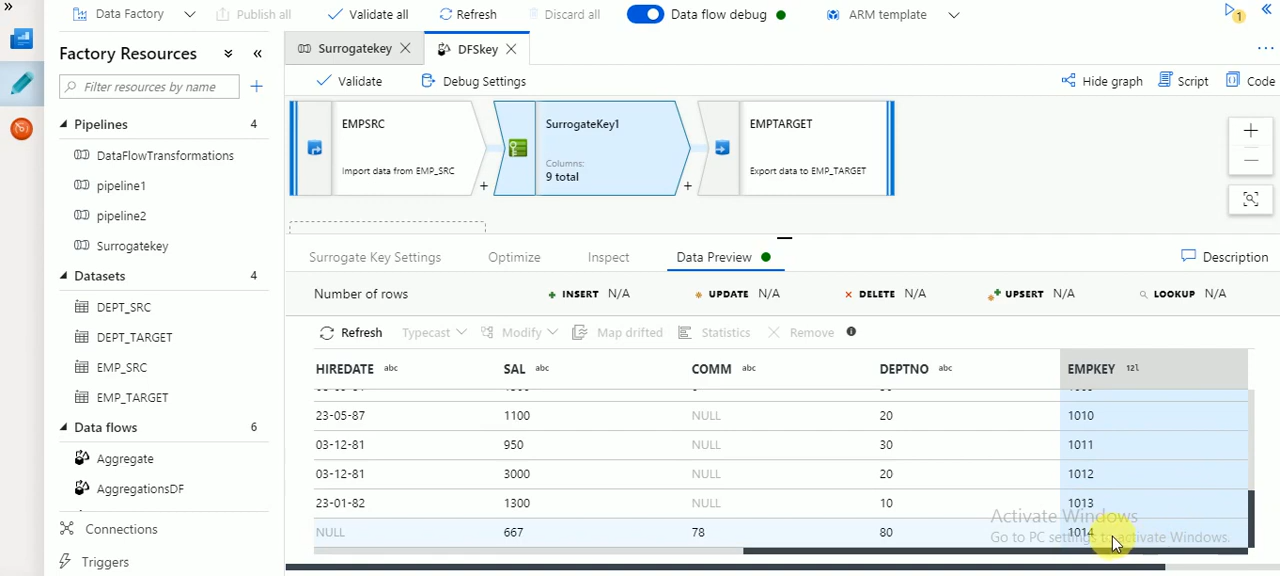 »
Data Factory
Publish all
Validate all
Refresh
Discard all
Data flow debug
ARM template
1
«
Factory Resources
«
Filter resources by name
+
Pipelines 4
DataFlowTransformations
pipeline1
pipeline2
Surrogatekey
Datasets 4
DEPT_SRC
DEPT_TARGET
EMP_SRC
EMP_TARGET
Data flows 6
Aggregate
AggregationsDF
Connections
Triggers
Surrogatekey
DFSkey
...
Validate
Debug Settings
Hide graph
Script
Code
EMPSRC
Import data from EMP_SRC
+
SurrogateKey1
Columns:
9 total
+
EMPTARGET
Export data to EMP_TARGET
Surrogate Key Settings
Optimize
Inspect
Data Preview
Description
Number of rows
+ INSERT N/A
UPDATE N/A
× DELETE N/A
UPSERT N/A
LOOKUP N/A
Refresh
Typecast
Modify
Map drifted
Statistics
Remove
HIREDATE abc SAL abc COMM abc DEPTNO abc EMPKEY 12l
23-05-87 1100 NULL 20 1010
03-12-81 950 NULL 30 1011
03-12-81 3000 NULL 20 1012
23-01-82 1300 NULL 10 1013
NULL 667 78 80 1014
Activate Windows
Go to PC settings to activate Windows.